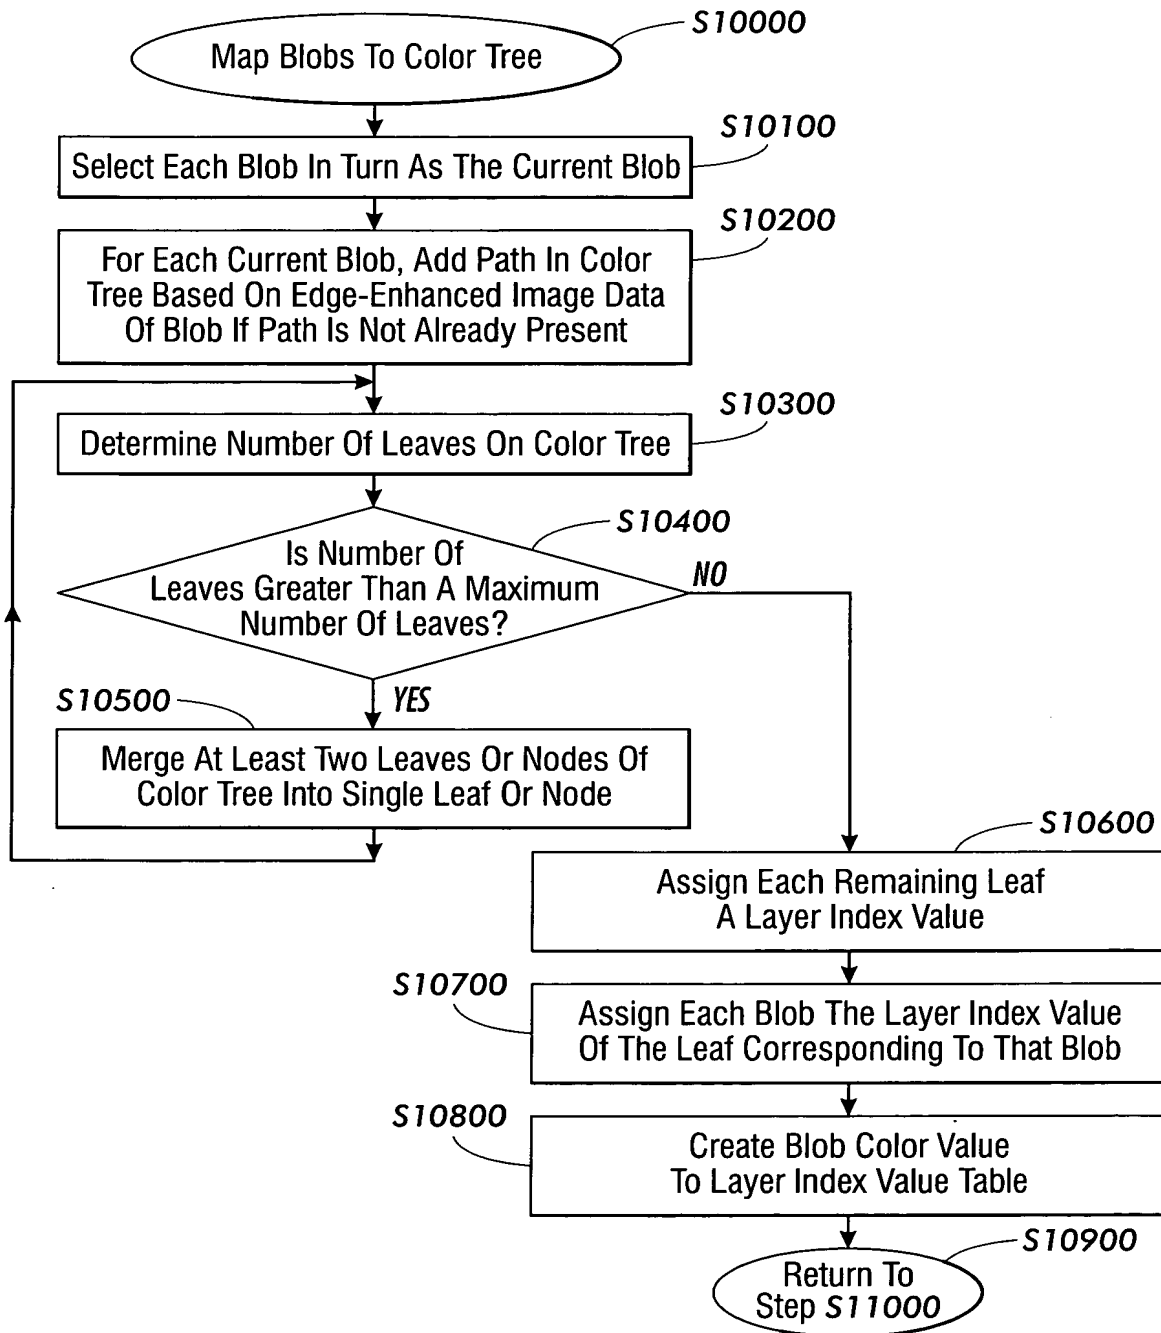 S10000
Map Blobs To Color Tree
S10100
Select Each Blob In Turn As The Current Blob
S10200
For Each Current Blob, Add Path In Color
Tree Based On Edge-Enhanced Image Data
Of Blob If Path Is Not Already Present
S10300
Determine Number Of Leaves On Color Tree
S10400
Is Number Of
Leaves Greater Than A Maximum
Number Of Leaves?
NO
YES
S10500
Merge At Least Two Leaves Or Nodes Of
Color Tree Into Single Leaf Or Node
S10600
Assign Each Remaining Leaf
A Layer Index Value
S10700
Assign Each Blob The Layer Index Value
Of The Leaf Corresponding To That Blob
S10800
Create Blob Color Value
To Layer Index Value Table
S10900
Return To
Step S11000